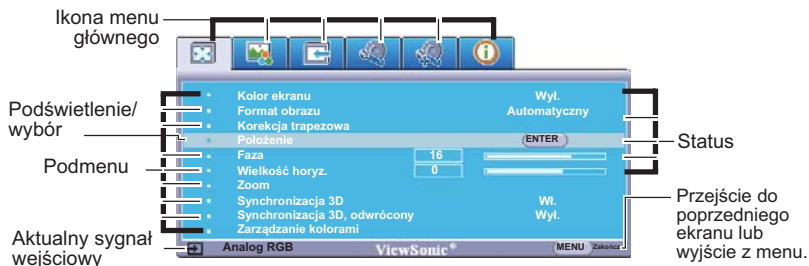 Ikona menu
głównego
Kolor ekranu Wył.
Format obrazu Automatyczny
Korekcja trapezowa
Położenie ENTER
Faza 16
Wielkość horyz. 0
Zoom
Synchronizacja 3D Wł.
Synchronizacja 3D, odwrócony Wył.
Zarządzanie kolorami
Analog RGB ViewSonic® MENU Zakończ
Podświetlenie/
wybór
Podmenu
Aktualny sygnał
wejściowy
Status
Przejście do
poprzedniego
ekranu lub
wyjście z menu.